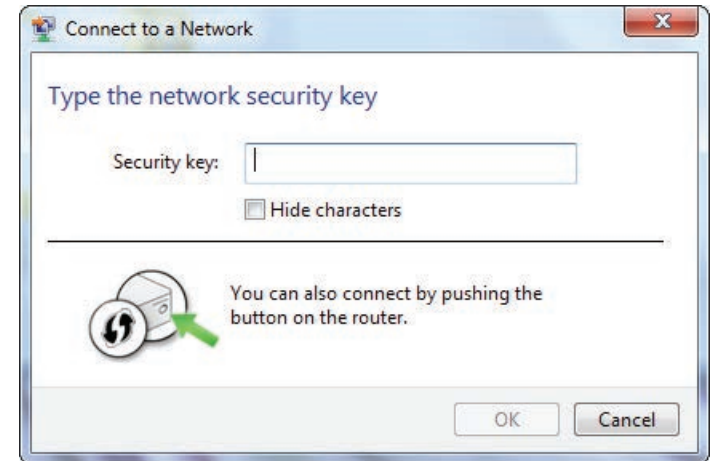 Connect to a Network
Type the network security key
Security key:
Hide characters
You can also connect by pushing the
button on the router.
OK
Cancel